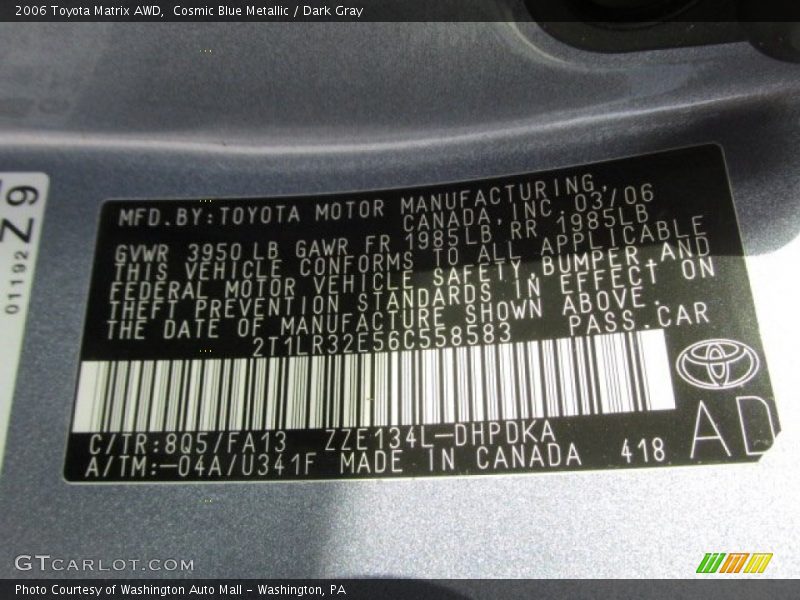 2006 Toyota Matrix AWD, Cosmic Blue Metallic / Dark Gray
MFD.BY:TOYOTA MOTOR MANUFACTURING,
CANADA,INC.03/06
GVWR 3950 LB GAWR FR 1985LB,RR 1985LB
THIS VEHICLE CONFORMS TO ALL APPLICABLE
FEDERAL MOTOR VEHICLE SAFETY,BUMPER,AND
THEFT PREVENTION STANDARDS IN EFFECT ON
THE DATE OF MANUFACTURE SHOWN ABOVE.
2T1LR32E56C558583 PASS.CAR
C/TR:8Q5/FA13 ZZE134L-DHPDKA
A/TM:-04A/U341F MADE IN CANADA 418
AD
01192
Z9
GTCARLOT.COM
Photo Courtesy of Washington Auto Mall - Washington, PA